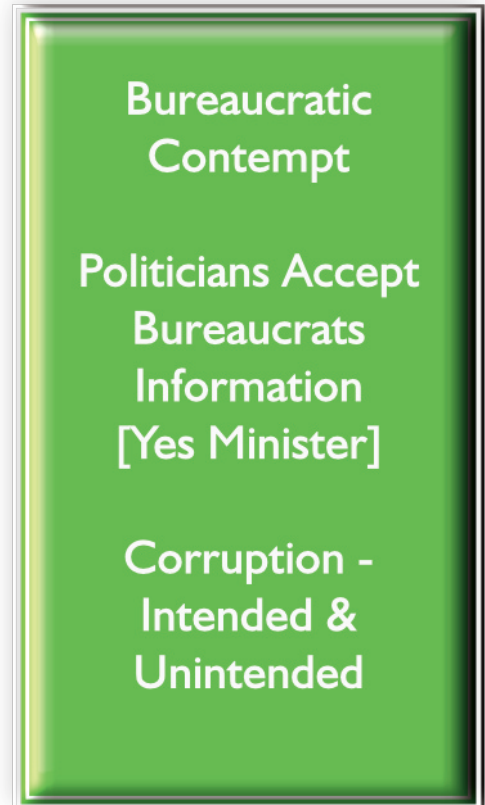 Bureaucratic
Contempt
Politicians Accept
Bureaucrats
Information
[Yes Minister]
Corruption -
Intended &
Unintended